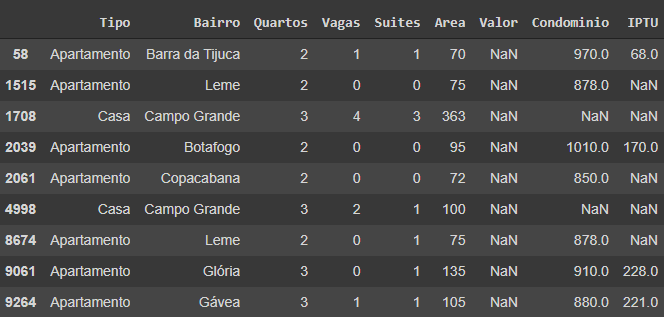 Tipo Bairro Quartos Vagas Suites Area Valor Condominio IPTU
58 Apartamento Barra da Tijuca 2 1 1 70 NaN 970.0 68.0
1515 Apartamento Leme 2 0 0 75 NaN 878.0 NaN
1708 Casa Campo Grande 3 4 3 363 NaN NaN NaN
2039 Apartamento Botafogo 2 0 0 95 NaN 1010.0 170.0
2061 Apartamento Copacabana 2 0 0 72 NaN 850.0 NaN
4998 Casa Campo Grande 3 2 1 100 NaN NaN NaN
8674 Apartamento Leme 2 0 1 75 NaN 878.0 NaN
9061 Apartamento Glória 3 0 1 135 NaN 910.0 228.0
9264 Apartamento Gávea 3 1 1 105 NaN 880.0 221.0